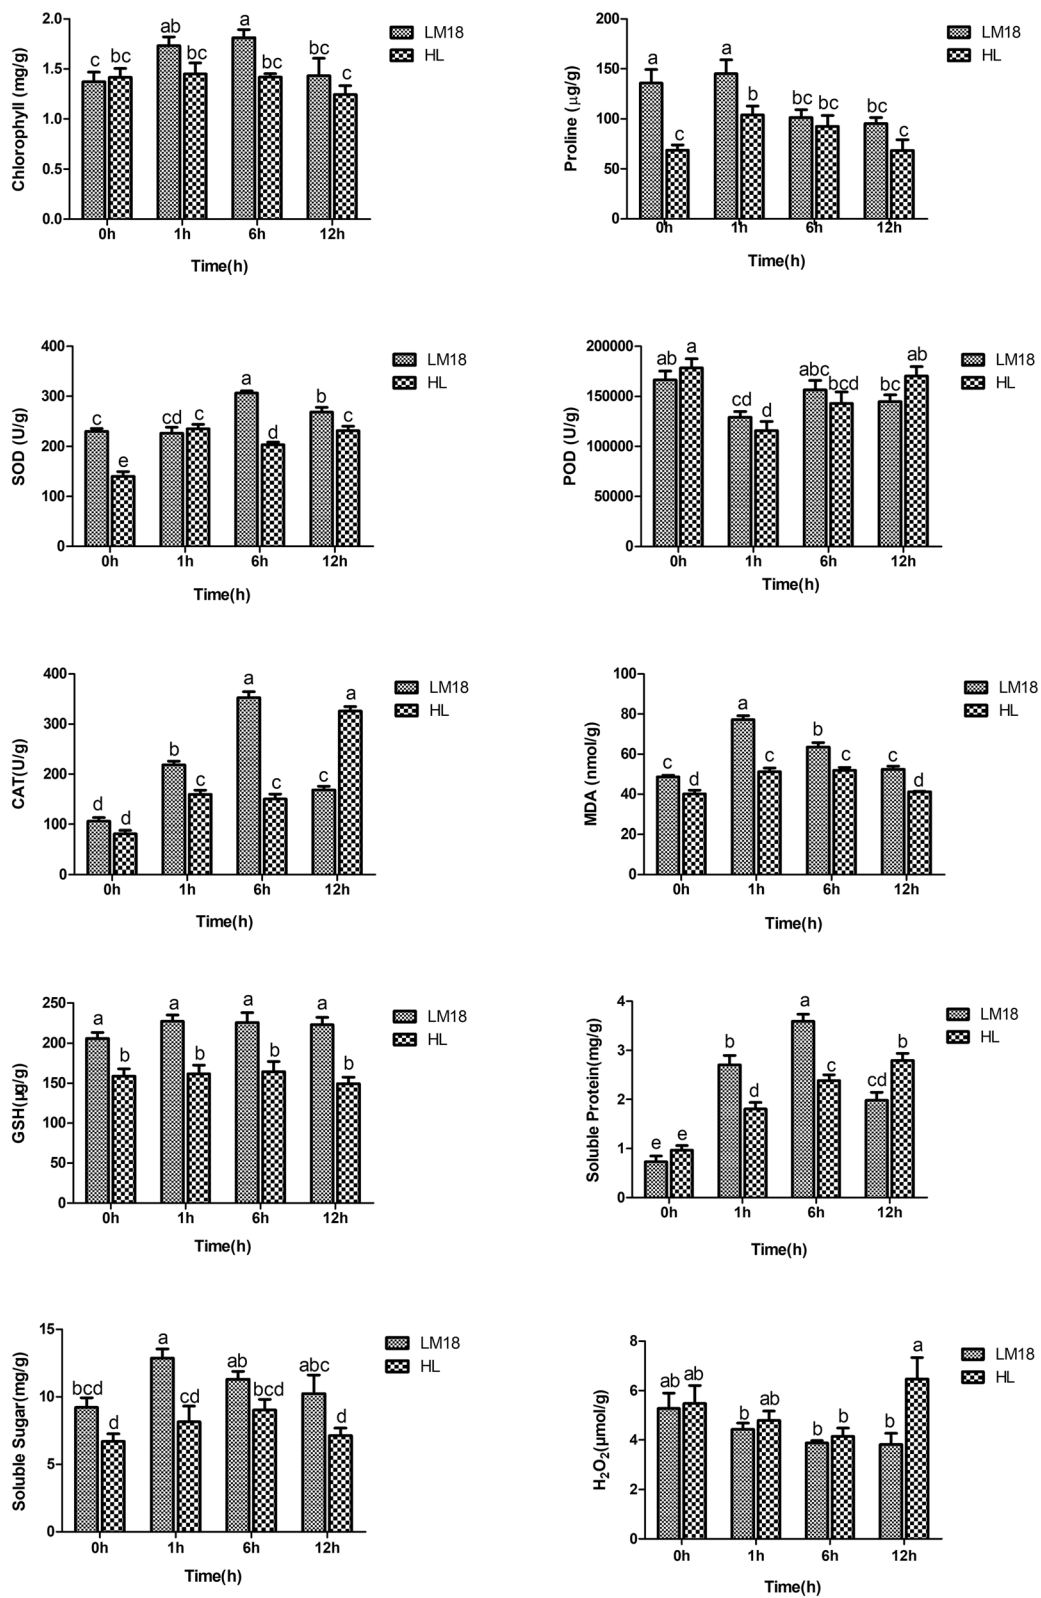 Chlorophyll (mg/g)
2.0
1.5
1.0
0.5
0.0
c bc ab bc a bc bc c
0h 1h 6h 12h
Time(h)
LM18
HL
Proline (μg/g)
200
150
100
50
0
a c a b bc bc bc c
0h 1h 6h 12h
Time(h)
LM18
HL
SOD (U/g)
400
300
200
100
0
c e cd c a d b c
0h 1h 6h 12h
Time(h)
LM18
HL
POD (U/g)
200000
150000
100000
50000
0
ab a cd d abc bcd bc ab
0h 1h 6h 12h
Time(h)
LM18
HL
CAT(U/g)
400
300
200
100
0
d d b c a c c a
0h 1h 6h 12h
Time(h)
LM18
HL
MDA (nmol/g)
100
80
60
40
20
0
c d a c b c c d
0h 1h 6h 12h
Time(h)
LM18
HL
GSH(μg/g)
250
200
150
100
50
0
a b a b a b a b
0h 1h 6h 12h
Time(h)
LM18
HL
Soluble Protein(mg/g)
4
3
2
1
0
e e b d a c cd b
0h 1h 6h 12h
Time(h)
LM18
HL
Soluble Sugar(mg/g)
15
10
5
0
bcd d a cd ab bcd abc d
0h 1h 6h 12h
Time(h)
LM18
HL
H₂O₂(μmol/g)
8
6
4
2
0
ab ab b ab b b b a
0h 1h 6h 12h
Time(h)
LM18
HL